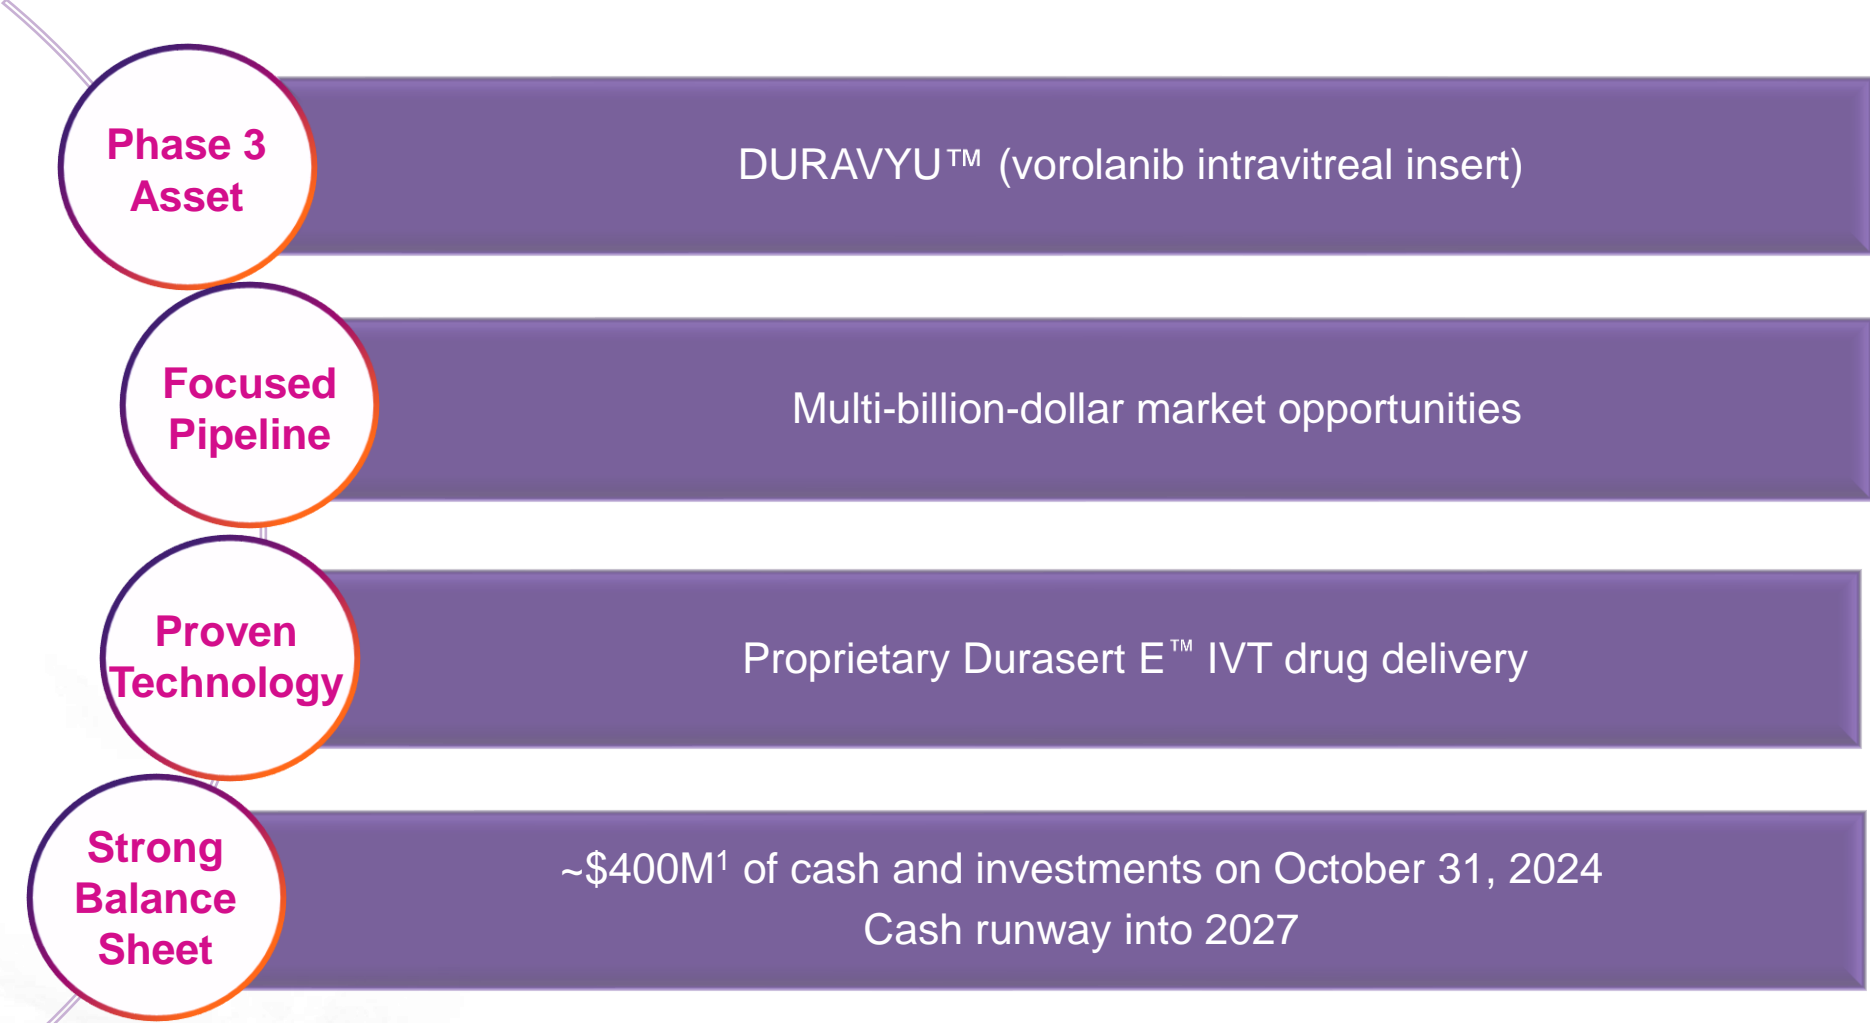 Phase 3
Asset
DURAVYU™ (vorolanib intravitreal insert)
Focused
Pipeline
Multi-billion-dollar market opportunities
Proven
Technology
Proprietary Durasert E™ IVT drug delivery
Strong
Balance
Sheet
~$400M¹ of cash and investments on October 31, 2024
Cash runway into 2027